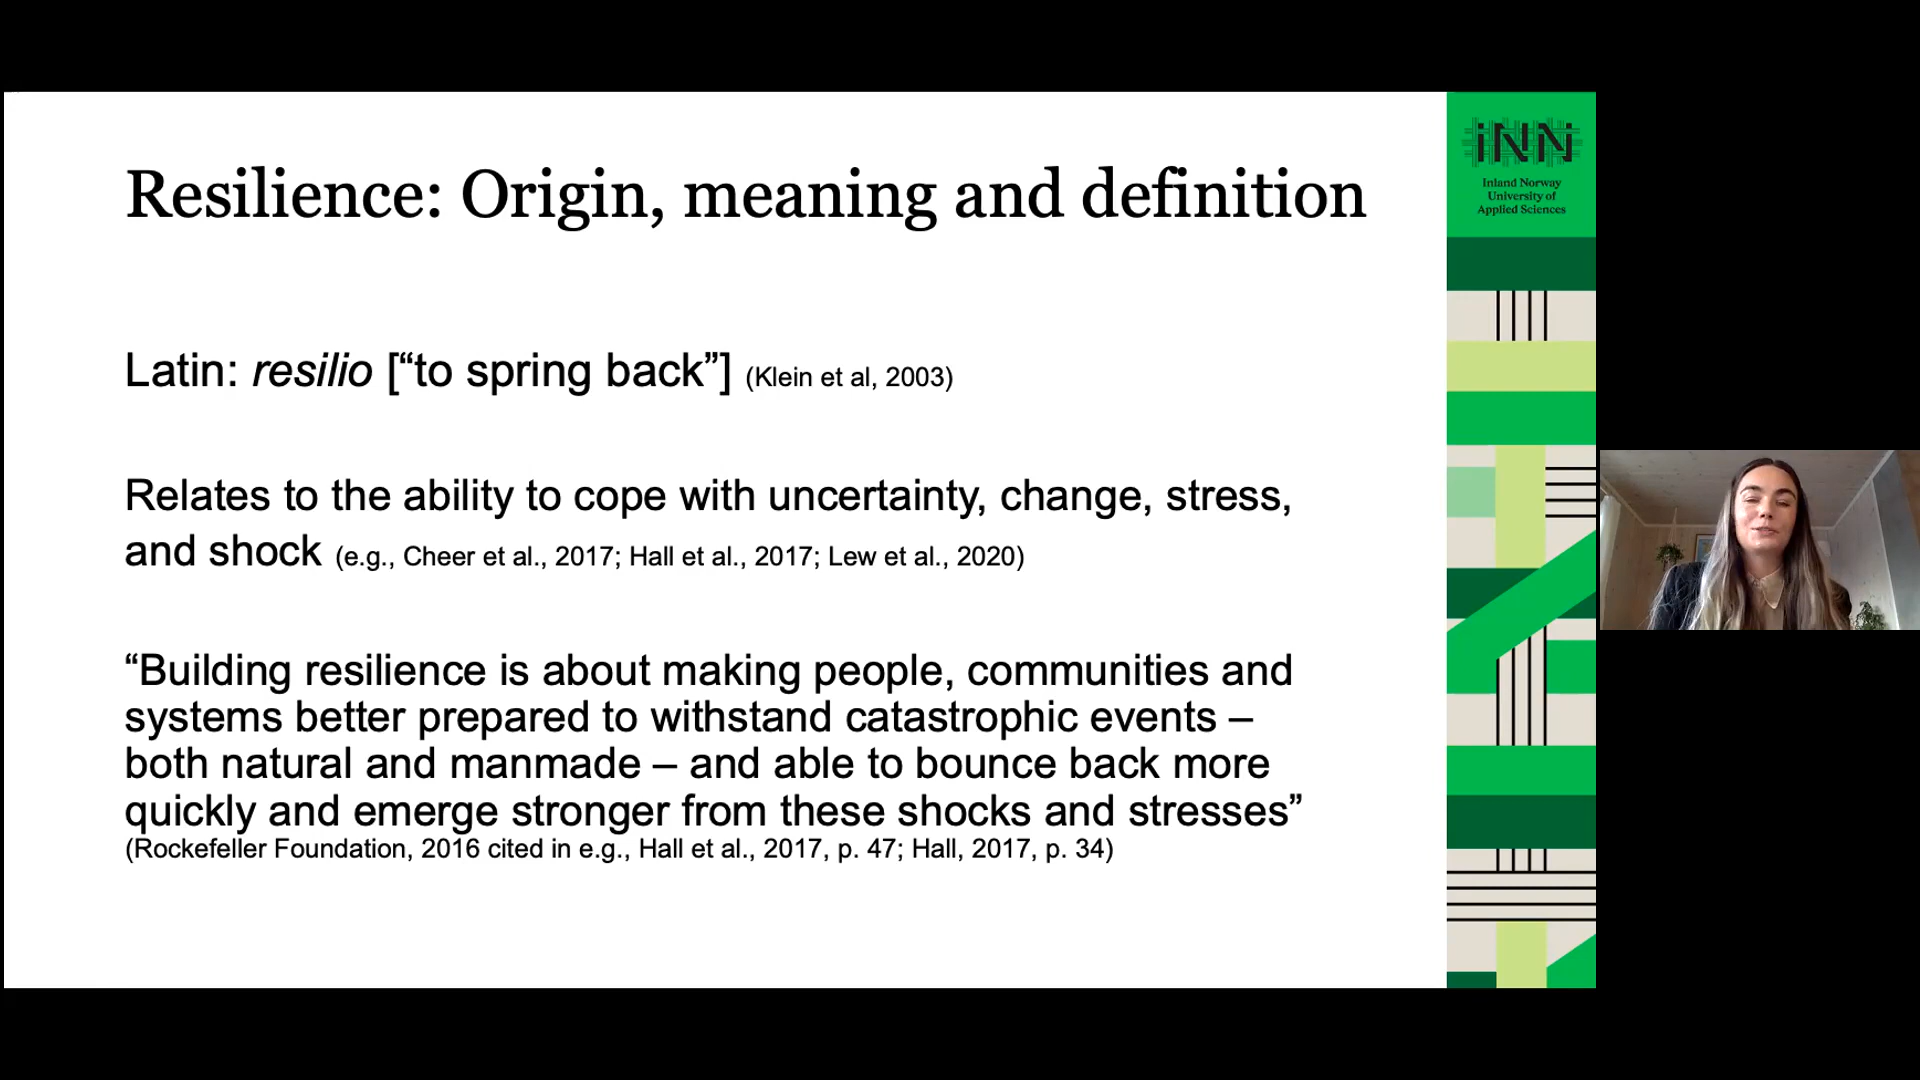 Resilience: Origin, meaning and definition
Latin: resilio [“to spring back”] (Klein et al, 2003)
Relates to the ability to cope with uncertainty, change, stress,
and shock (e.g., Cheer et al., 2017; Hall et al., 2017; Lew et al., 2020)
“Building resilience is about making people, communities and
systems better prepared to withstand catastrophic events –
both natural and manmade – and able to bounce back more
quickly and emerge stronger from these shocks and stresses”
(Rockefeller Foundation, 2016 cited in e.g., Hall et al., 2017, p. 47; Hall, 2017, p. 34)
iNN
Inland Norway
University of
Applied Sciences